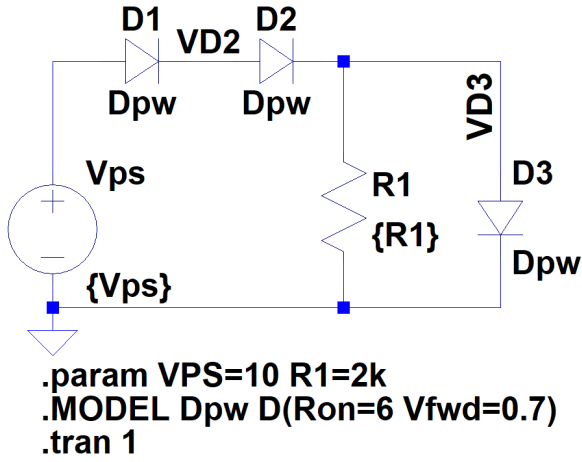 D1
VD2
D2
Dpw
Dpw
VD3
Vps
R1
D3
{R1}
Dpw
{Vps}
.param VPS=10 R1=2k
.MODEL Dpw D(Ron=6 Vfwd=0.7)
.tran 1